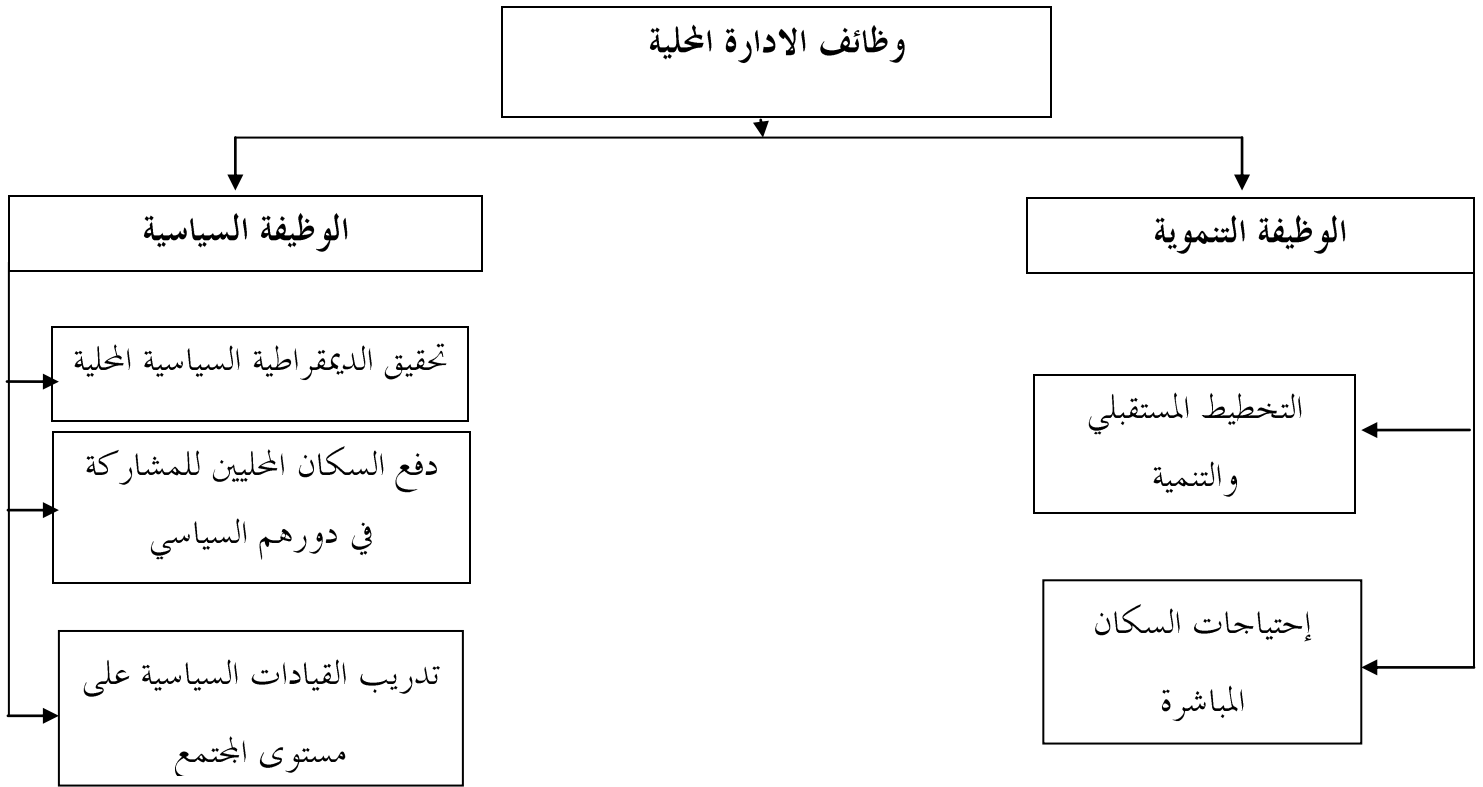 وظائف الادارة المحلية
الوظيفة التنموية
التخطيط المستقبلي
والتنمية
إحتياجات السكان
المباشرة
الوظيفة السياسية
تحقيق الديمقراطية السياسية المحلية
دفع السكان المحليين للمشاركة
في دورهم السياسي
تدريب القيادات السياسية على
مستوى المجتمع